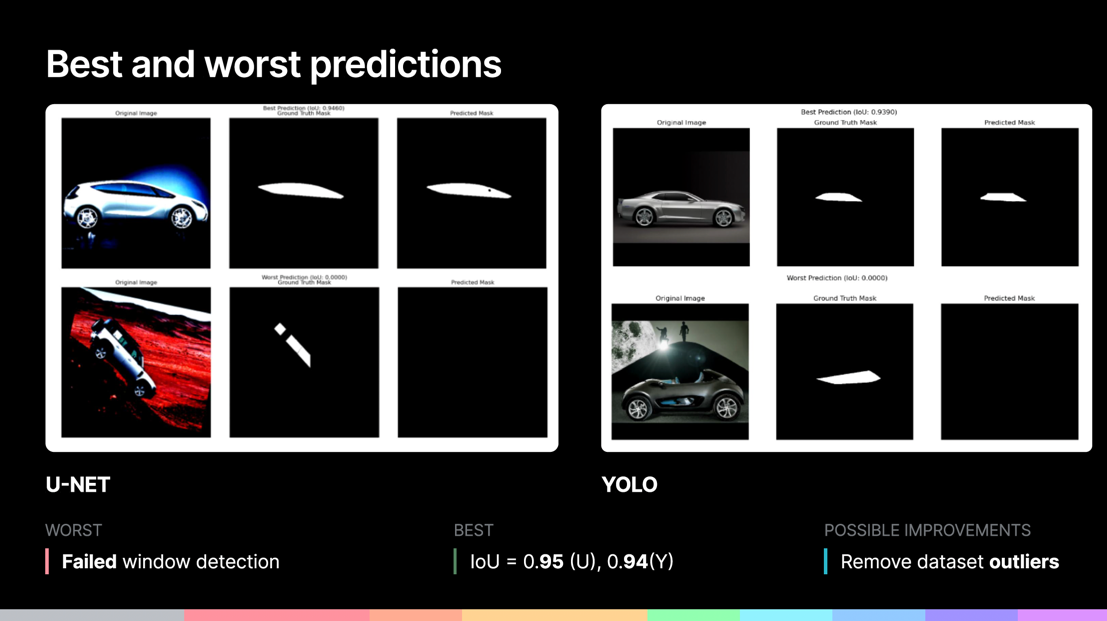 Best and worst predictions
Best Prediction (IoU: 0.9460)
Original Image
Ground Truth Mask
Predicted Mask
Worst Prediction (IoU: 0.0000)
Original Image
Ground Truth Mask
Predicted Mask
Best Prediction (IoU: 0.9390)
Original Image
Ground Truth Mask
Predicted Mask
Worst Prediction (IoU: 0.0000)
Original Image
Ground Truth Mask
Predicted Mask
U-NET
YOLO
WORST
Failed window detection
BEST
IoU = 0.95 (U), 0.94(Y)
POSSIBLE IMPROVEMENTS
Remove dataset outliers